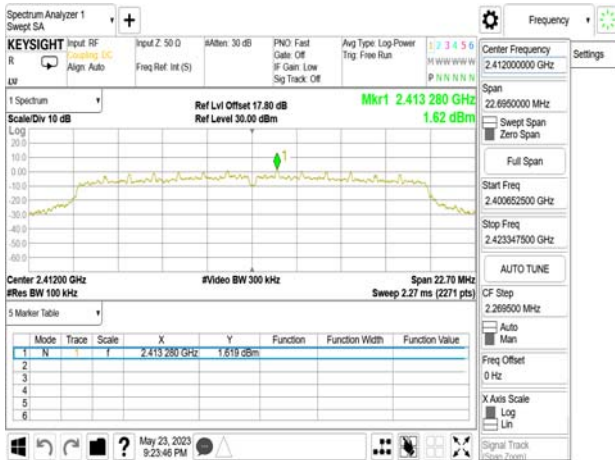 Spectrum Analyzer 1
Swept SA
+
Frequency
KEYSIGHT Input: RF Input Z: 50 Ω #Atten: 30 dB PNO: Fast Avg Type: Log-Power 1 2 3 4 5 6
R Coupling: DC Gate: Off Trig: Free Run M W W W W W
Align: Auto Freq Ref: Int (S) IF Gain: Low
LW Sig Track: Off P N N N N N
Center Frequency
2.412000000 GHz
Settings
1 Spectrum
Ref Lvl Offset 17.80 dB Mkr1 2.413 280 GHz
Scale/Div 10 dB Ref Level 30.00 dBm 1.62 dBm
Log
20.0
10.0
0.00
-10.0
-20.0
-30.0
-40.0
-50.0
-60.0
1
Center 2.41200 GHz #Video BW 300 kHz Span 22.70 MHz
#Res BW 100 kHz Sweep 2.27 ms (2271 pts)
Span
22.6950000 MHz
Swept Span
Zero Span
Full Span
Start Freq
2.400652500 GHz
Stop Freq
2.423347500 GHz
AUTO TUNE
CF Step
2.269500 MHz
Auto
Man
Freq Offset
0 Hz
X Axis Scale
Log
Lin
Signal Track
(Span Zoom)
5 Marker Table
Mode Trace Scale X Y Function Function Width Function Value
1 N 1 f 2.413 280 GHz 1.619 dBm
2
3
4
5
6
?
May 23, 2023
9:23:46 PM